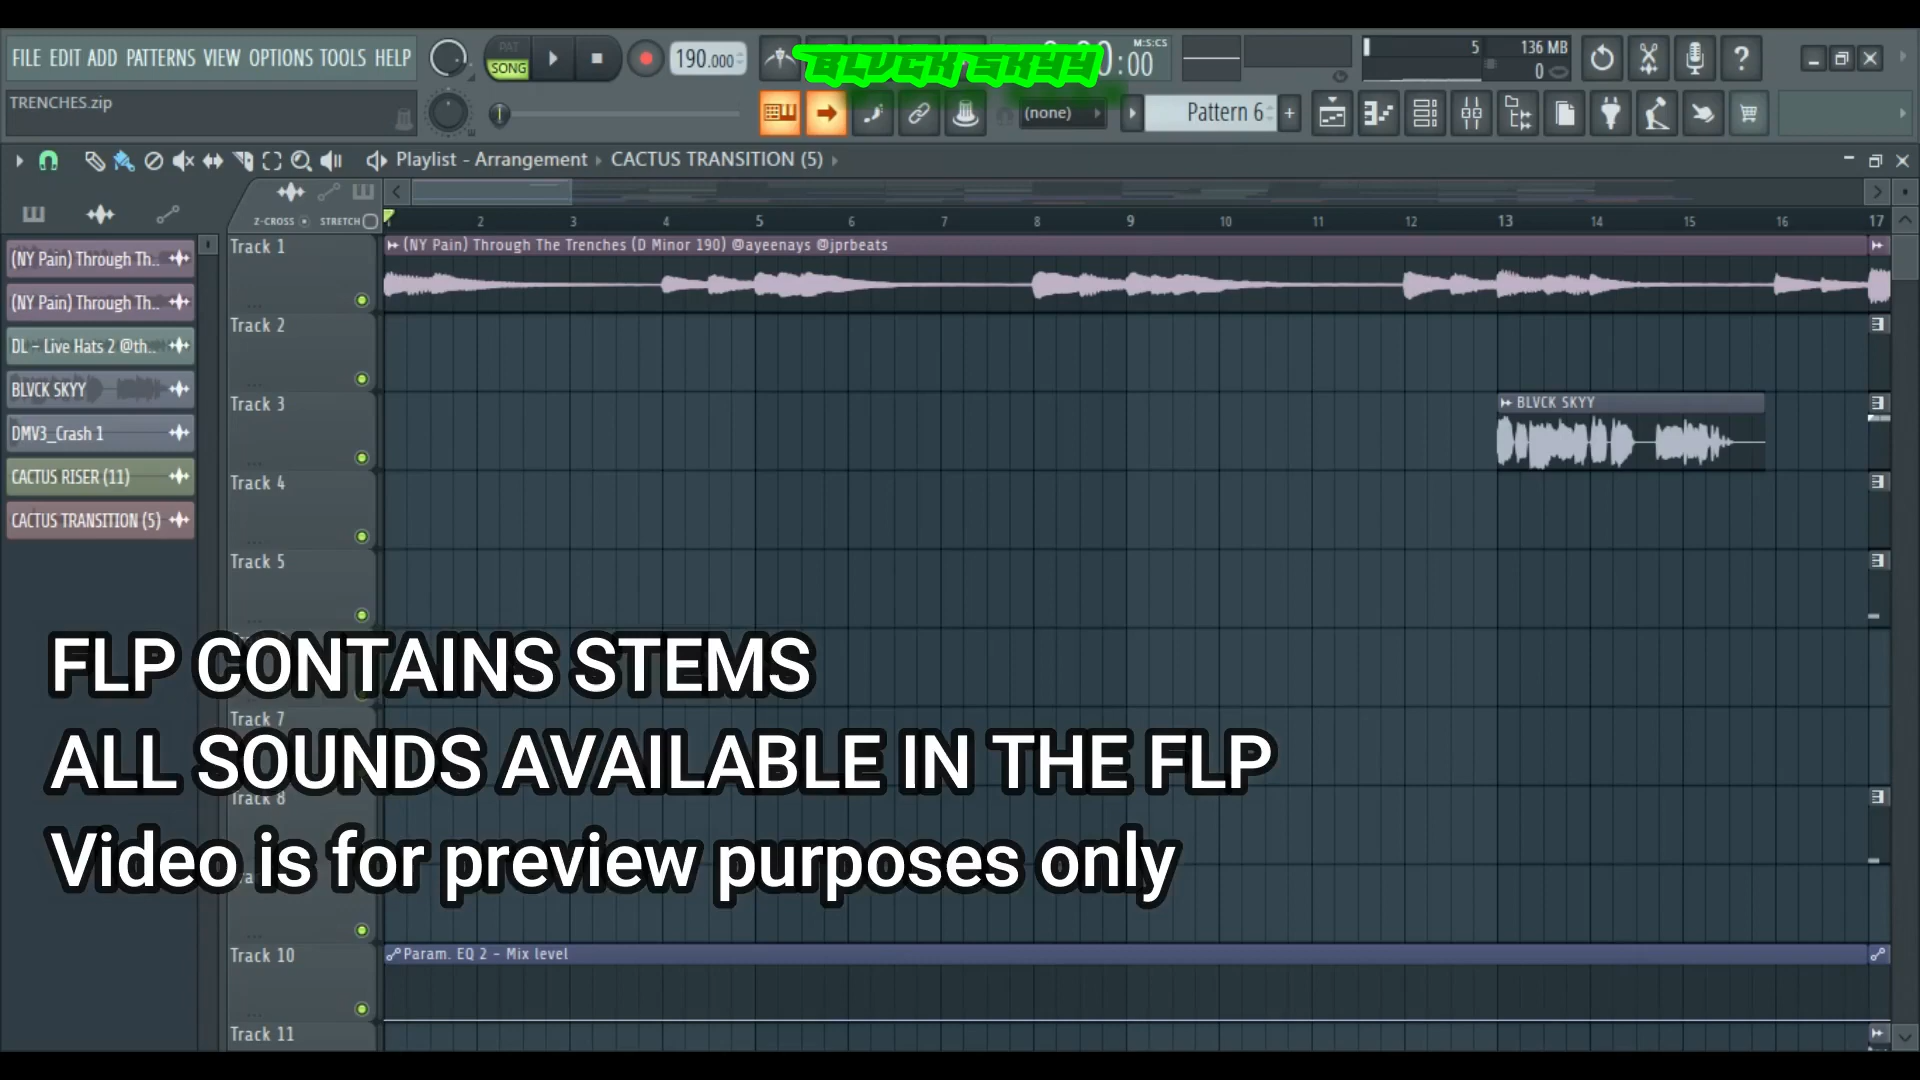 FILE EDIT ADD PATTERNS VIEW OPTIONS TOOLS HELP
PAT
SONG
190.000
BLVCK SKYY
0:00
M:S:CS
5
136 MB
0
TRENCHES.zip
(none)
Pattern 6
+
Playlist - Arrangement › CACTUS TRANSITION (5) ›
Z-CROSS
STRETCH
1 2 3 4 5 6 7 8 9 10 11 12 13 14 15 16 17
(NY Pain) Through Th..
(NY Pain) Through Th..
DL - Live Hats 2 @th..
BLVCK SKYY
DMV3_Crash 1
CACTUS RISER (11)
CACTUS TRANSITION (5)
Track 1
(NY Pain) Through The Trenches (D Minor 190) @ayeenays @jprbeats
Track 2
Track 3
BLVCK SKYY
Track 4
Track 5
FLP CONTAINS STEMS
Track 7
ALL SOUNDS AVAILABLE IN THE FLP
Track 8
Video is for preview purposes only
Track 10
Param. EQ 2 - Mix level
Track 11